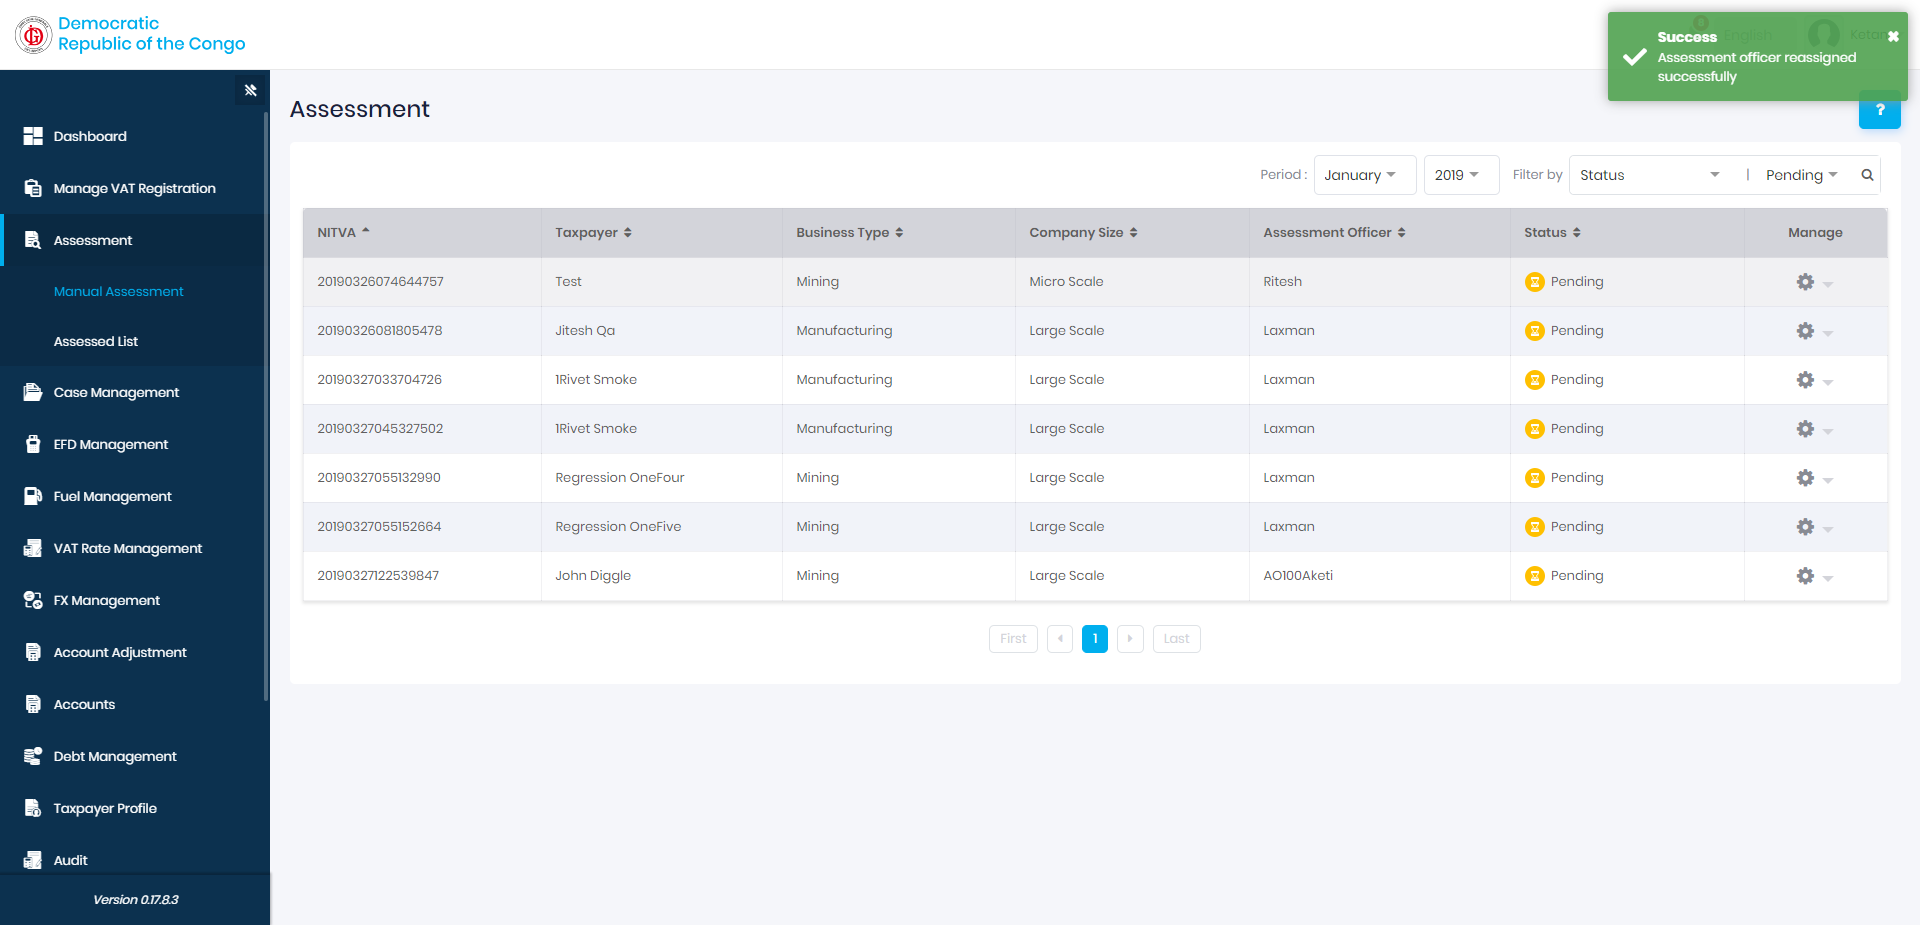 Democratic
Republic of the Congo
English
Ketan
Success
Assessment officer reassigned
successfully
?
Dashboard
Manage VAT Registration
Assessment
Manual Assessment
Assessed List
Case Management
EFD Management
Fuel Management
VAT Rate Management
FX Management
Account Adjustment
Accounts
Debt Management
Taxpayer Profile
Audit
Version 0.17.8.3
Assessment
Period : January 2019 Filter by Status | Pending
NITVA Taxpayer Business Type Company Size Assessment Officer Status Manage
20190326074644757 Test Mining Micro Scale Ritesh Pending
20190326081805478 Jitesh Qa Manufacturing Large Scale Laxman Pending
20190327033704726 1Rivet Smoke Manufacturing Large Scale Laxman Pending
20190327045327502 1Rivet Smoke Manufacturing Large Scale Laxman Pending
20190327055132990 Regression OneFour Mining Large Scale Laxman Pending
20190327055152664 Regression OneFive Mining Large Scale Laxman Pending
20190327122539847 John Diggle Mining Large Scale AO100Aketi Pending
First 1 Last